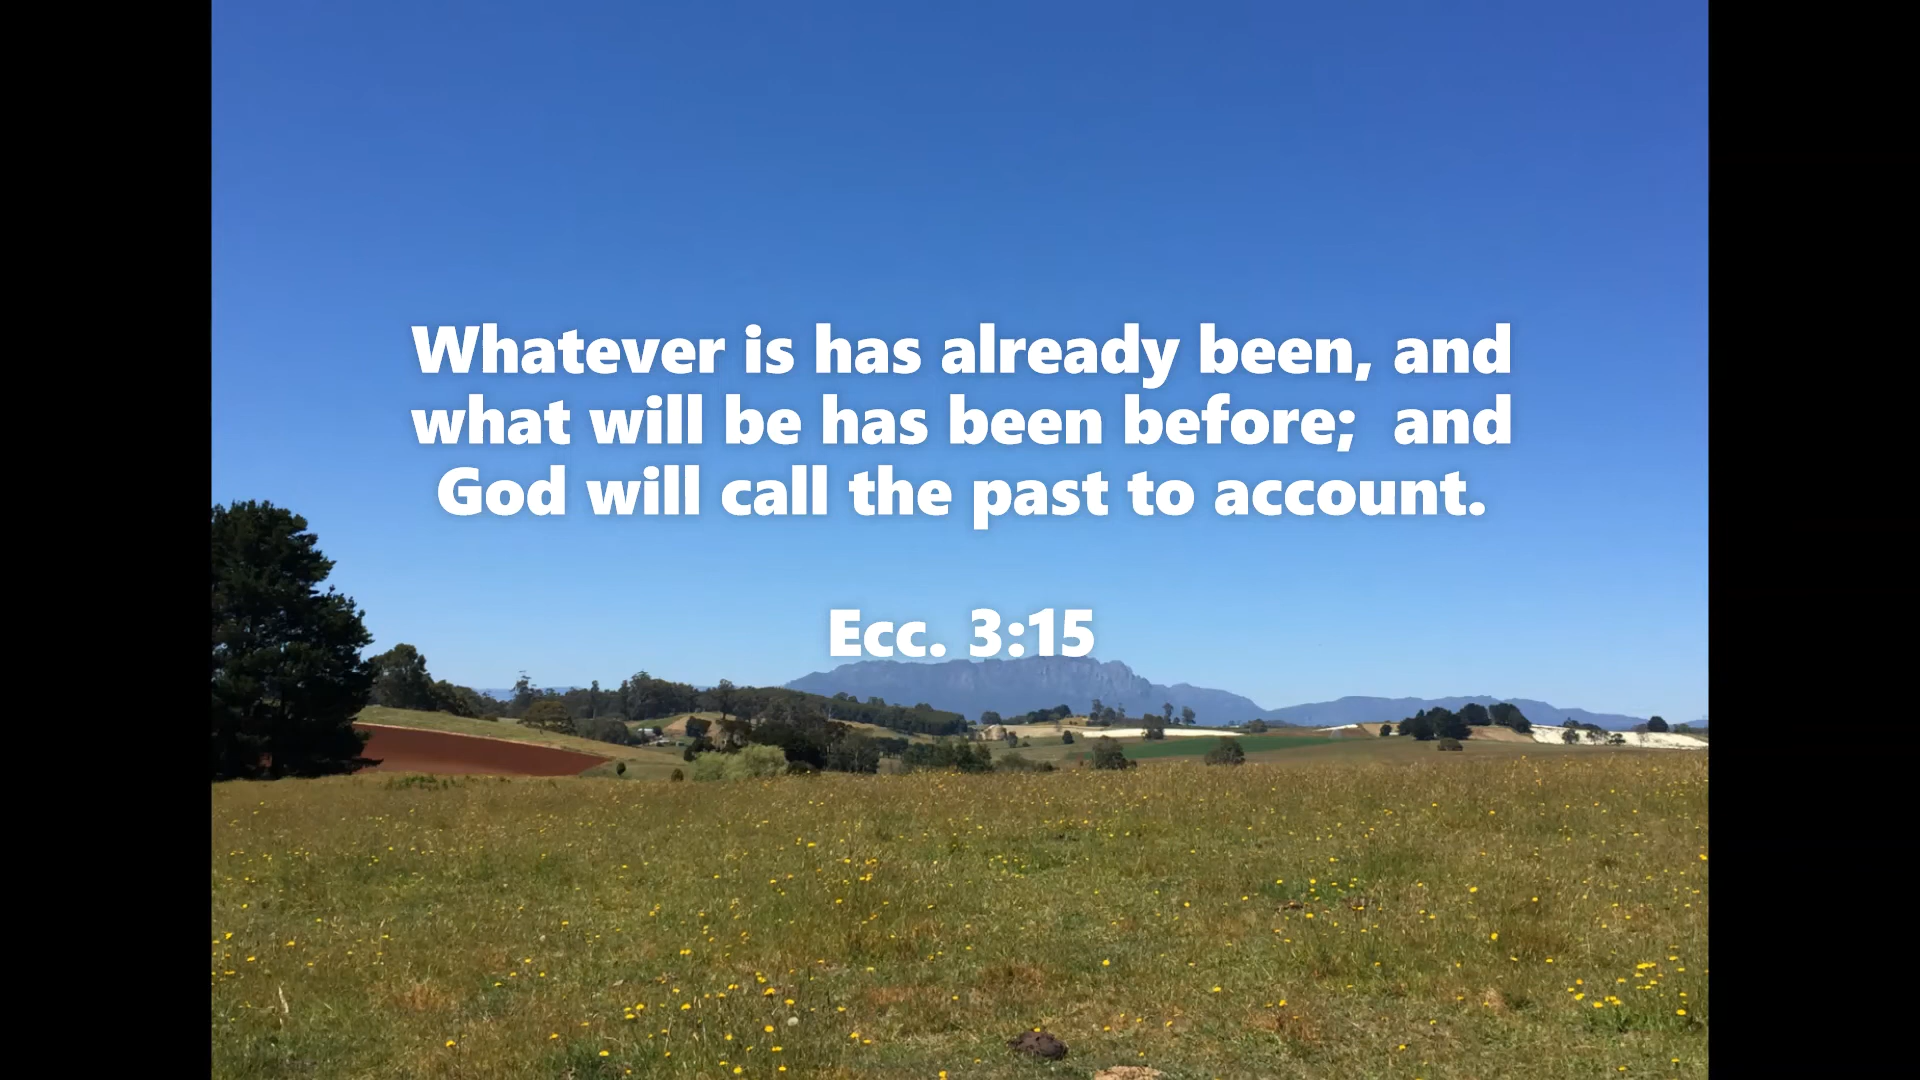 Whatever is has already been, and
what will be has been before;  and
God will call the past to account.
Ecc. 3:15